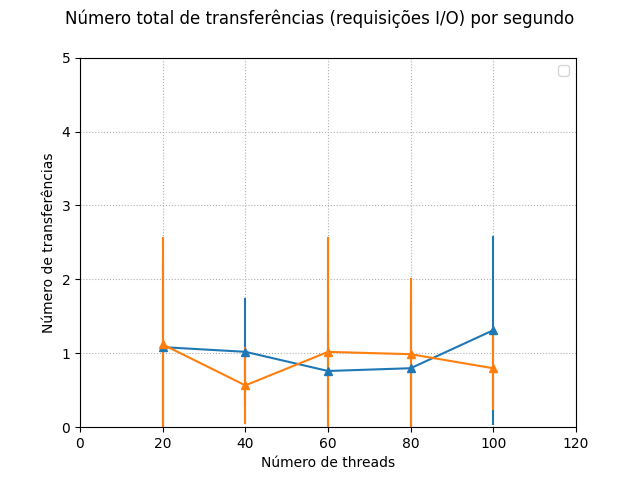 Número total de transferências (requisições I/O) por segundo
5
4
3
2
1
0
Número de transferências
0 20 40 60 80 100 120
Número de threads